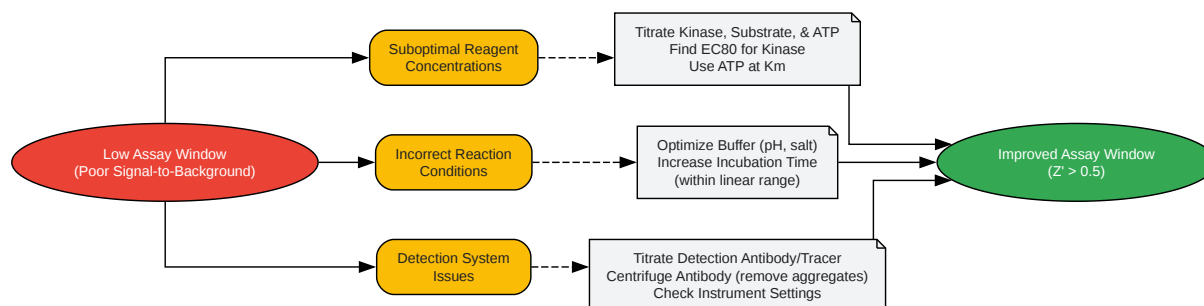 Low Assay Window
(Poor Signal-to-Background)
Suboptimal Reagent
Concentrations
Titrate Kinase, Substrate, & ATP
Find EC80 for Kinase
Use ATP at Km
Incorrect Reaction
Conditions
Optimize Buffer (pH, salt)
Increase Incubation Time
(within linear range)
Detection System
Issues
Titrate Detection Antibody/Tracer
Centrifuge Antibody (remove aggregates)
Check Instrument Settings
Improved Assay Window
(Z' > 0.5)